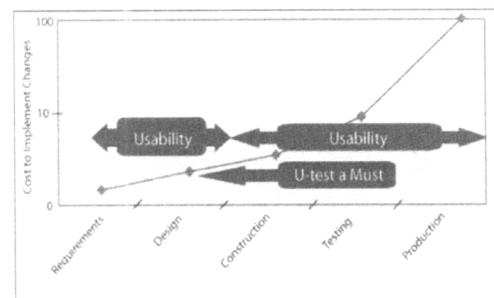 100
Cost to Implement Changes
10
Usability
Usability
U-test a Must
0
Requirements
Design
Construction
Testing
Production